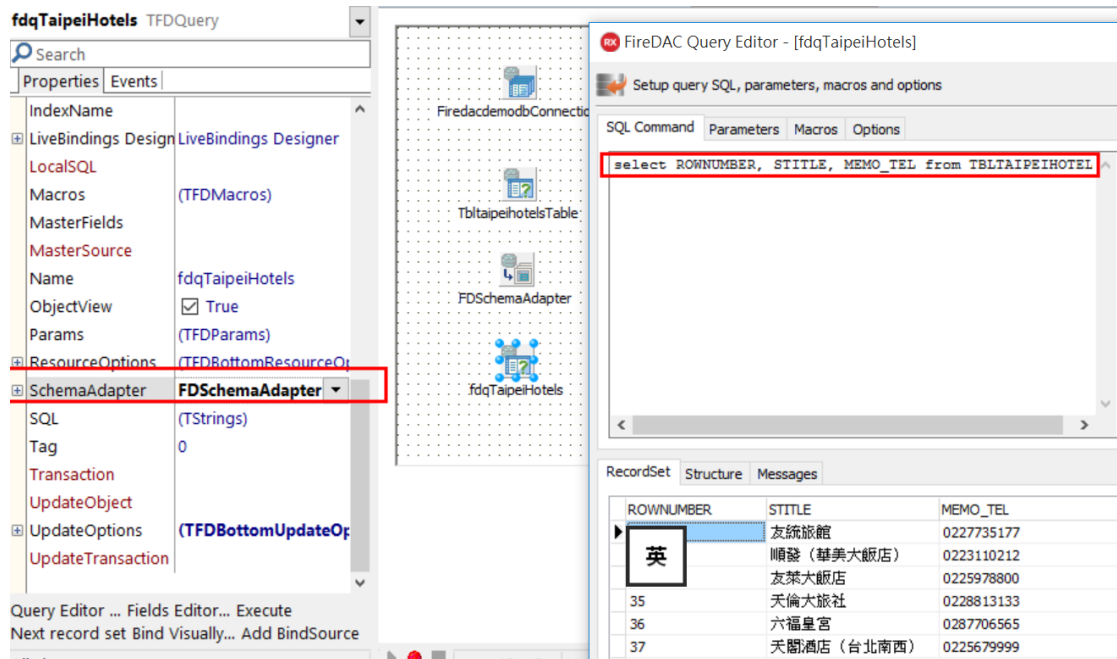 fdqTaipeiHotels TFDQuery
Search
Properties Events
IndexName
LiveBindings Design LiveBindings Designer
LocalSQL
Macros (TFDMacros)
MasterFields
MasterSource
Name fdqTaipeiHotels
ObjectView True
Params (TFDParams)
ResourceOptions (TFDBottomResourceOp
SchemaAdapter FDSchemaAdapter
SQL (TStrings)
Tag 0
Transaction
UpdateObject
UpdateOptions (TFDBottomUpdateOp
UpdateTransaction
Query Editor ... Fields Editor... Execute
Next record set Bind Visually... Add BindSource
FiredacdemodbConnectio
TbltaipeihotelsTable
FDSchemaAdapter
fdqTaipeiHotels
RX FireDAC Query Editor - [fdqTaipeiHotels]
Setup query SQL, parameters, macros and options
SQL Command Parameters Macros Options
select ROWNUMBER, STITLE, MEMO_TEL from TBLTAIPEIHOTEL
RecordSet Structure Messages
ROWNUMBER STITLE MEMO_TEL
友統旅館 0227735177
英
順發（華美大飯店） 0223110212
友萊大飯店 0225978800
35 天倫大旅社 0228813133
36 六福皇宮 0287706565
37 天閣酒店（台北南西） 0225679999